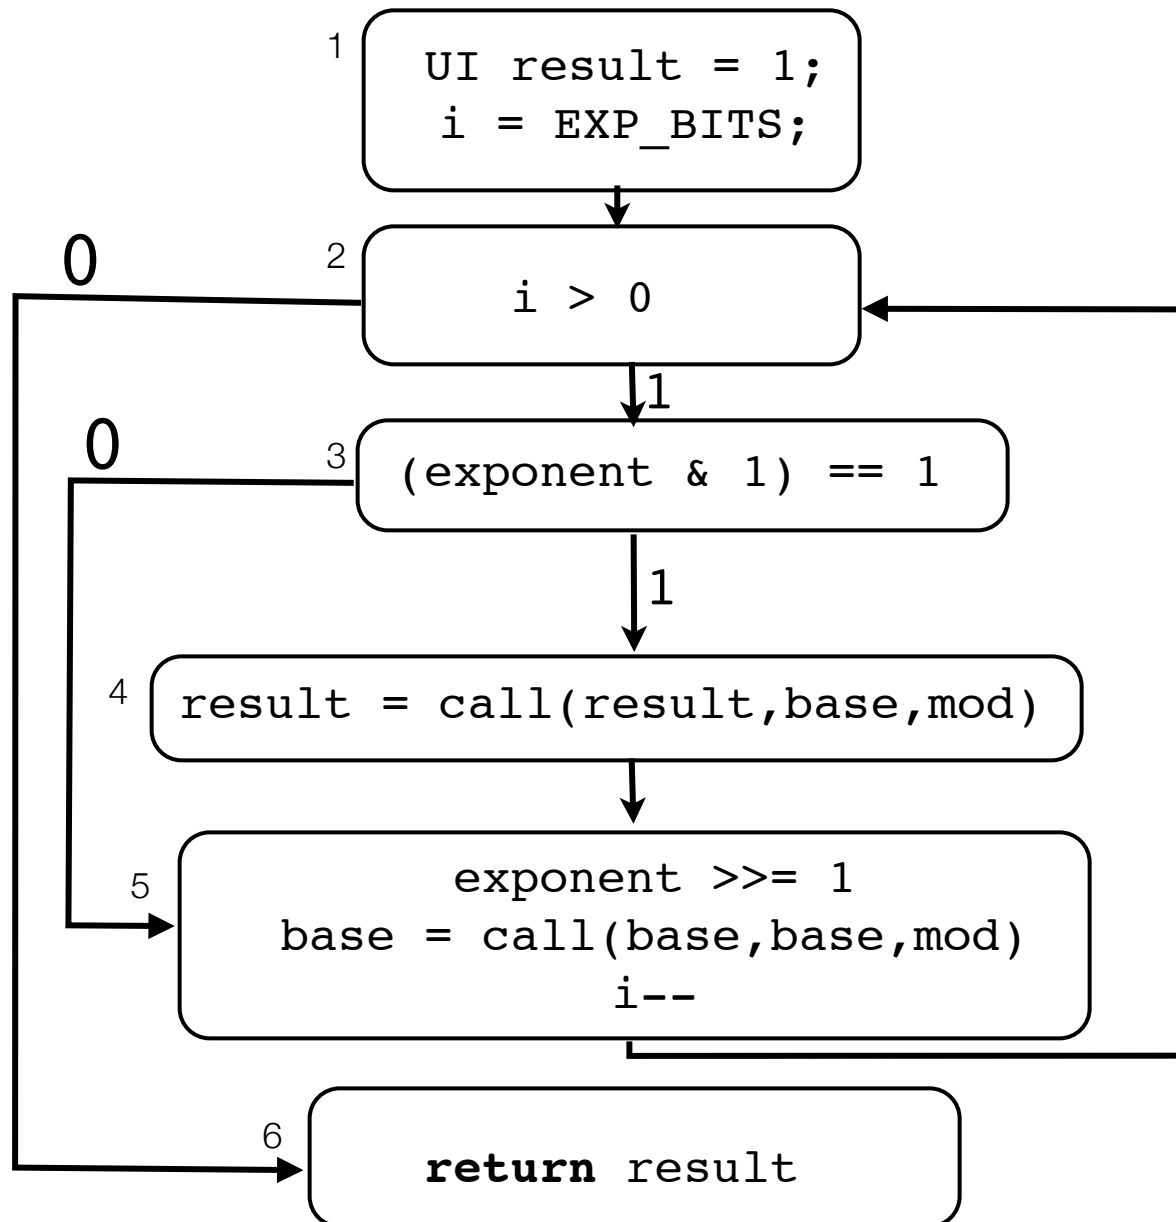 1
UI result = 1;
i = EXP_BITS;
0
2
i > 0
1
0
3
(exponent & 1) == 1
1
4
result = call(result,base,mod)
5
exponent >>= 1
base = call(base,base,mod)
i--
6
return result